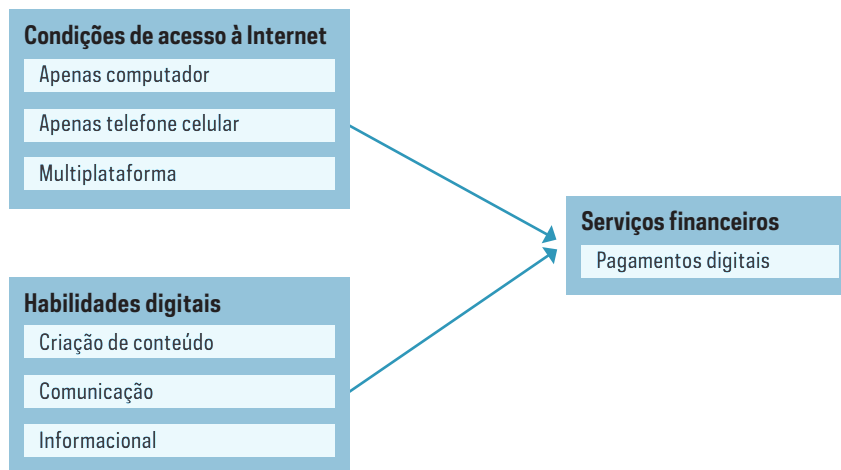 Condições de acesso à Internet
Apenas computador
Apenas telefone celular
Multiplataforma
Habilidades digitais
Criação de conteúdo
Comunicação
Informacional
Serviços financeiros
Pagamentos digitais